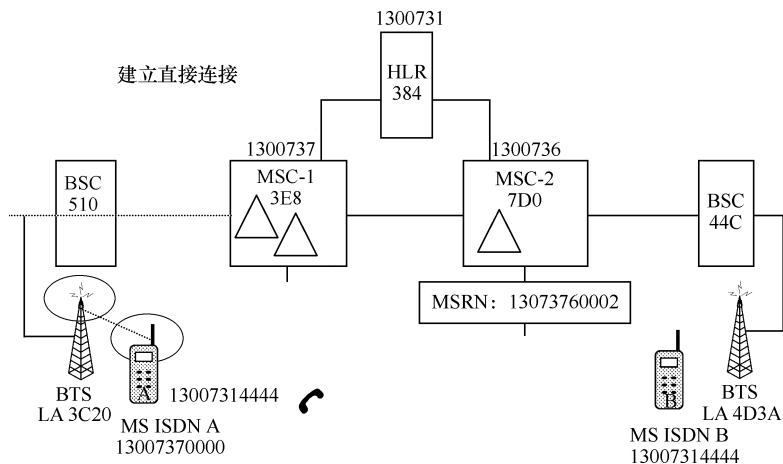 1300731
建立直接连接
HLR
384
1300737
1300736
BSC
510
MSC-1
3E8
MSC-2
7D0
BSC
44C
MSRN：13073760002
A
13007314444
B
BTS
LA 3C20
MS ISDN A
13007370000
BTS
LA 4D3A
MS ISDN B
13007314444